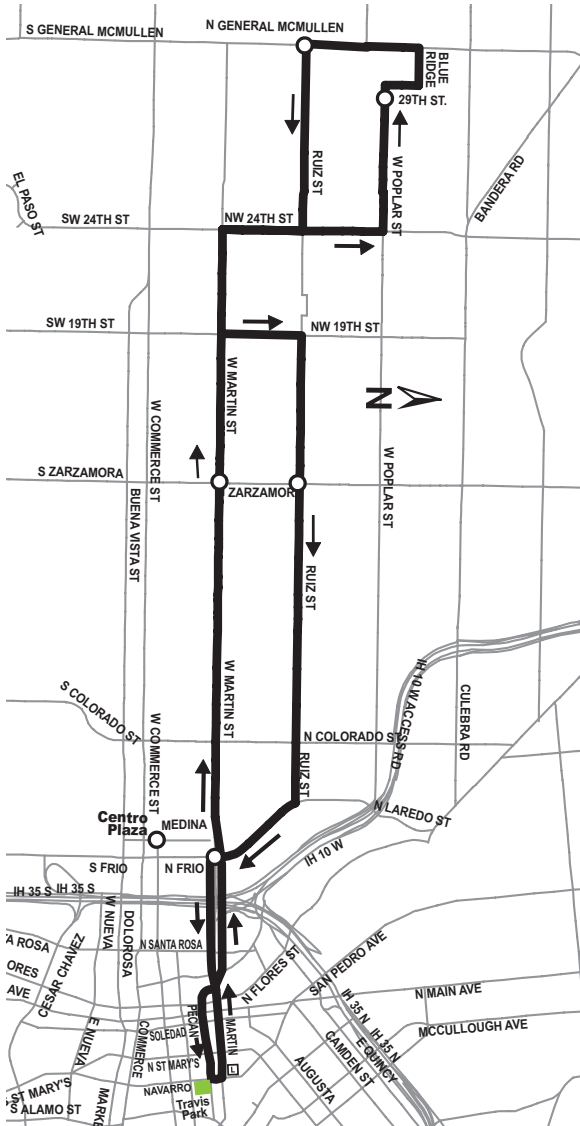 N GENERAL MCMULLEN
S GENERAL MCMULLEN
BLUE RIDGE
29TH ST.
RUIZ ST
W POPLAR ST
BANDERA RD
EL PASO ST
SW 24TH ST
NW 24TH ST
SW 19TH ST
NW 19TH ST
W MARTIN ST
N
W COMMERCE ST
W POPLAR ST
S ZARZAMORA
ZARZAMOR
BUENA VISTA ST
RUIZ ST
W MARTIN ST
IH 10 W ACCESS RD
CULEBRA RD
S COLORADO ST
W COMMERCE ST
N COLORADO ST
RUIZ ST
N LAREDO ST
Centro
Plaza
MEDINA
IH 10 W
S FRIO
N FRIO
IH 35 S
IH 35 S
W NUEVA
DOLOROSA
TA ROSA
N SANTA ROSA
CESAR CHAVEZ
ORES
N FLORES ST
SAN PEDRO AVE
AVE
N MAIN AVE
IH 35 N
IH 35 N
MCCULLOUGH AVE
E NUEVA
COMMERCE
SOLEDAD
PECAN
MARTIN
CAMDEN ST
E QUINCY
N ST MARY'S
L
AUGUSTA
ST MARY'S
NAVARRO
MARKE
S ALAMO ST
Travis
Park